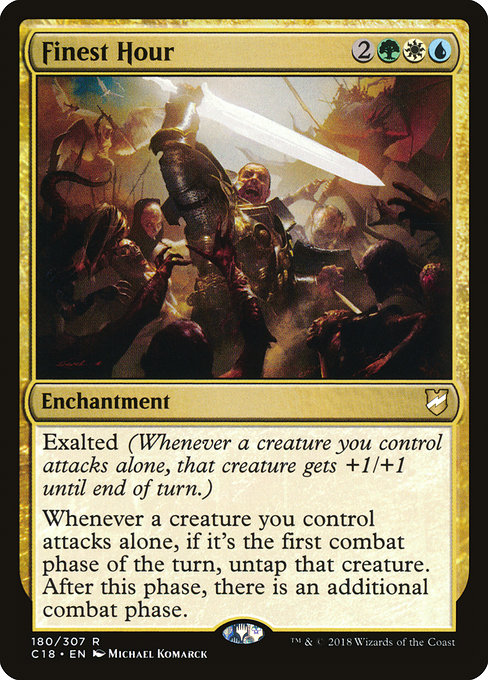 Finest Hour 2
Enchantment
Exalted (Whenever a creature you control
attacks alone, that creature gets +1/+1
until end of turn.)
Whenever a creature you control
attacks alone, if it's the first combat
phase of the turn, untap that creature.
After this phase, there is an additional
combat phase.
180/307 R
C18 • EN Michael Komarck
™ & © 2018 Wizards of the Coast